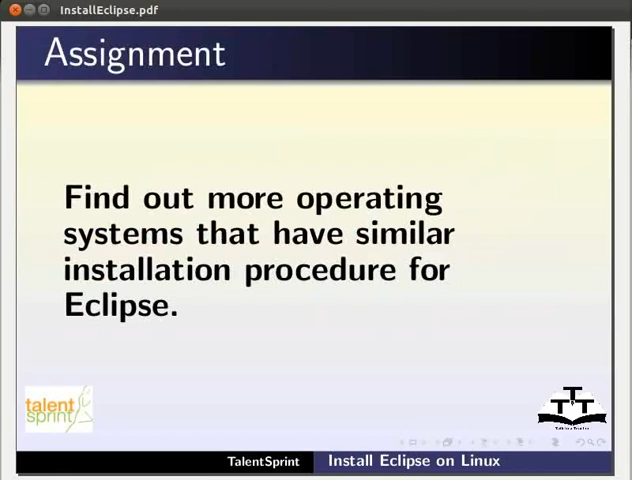 InstallEclipse.pdf
Assignment
Find out more operating
systems that have similar
installation procedure for
Eclipse.
talent
sprint
TTT
TalentSprint Install Eclipse on Linux